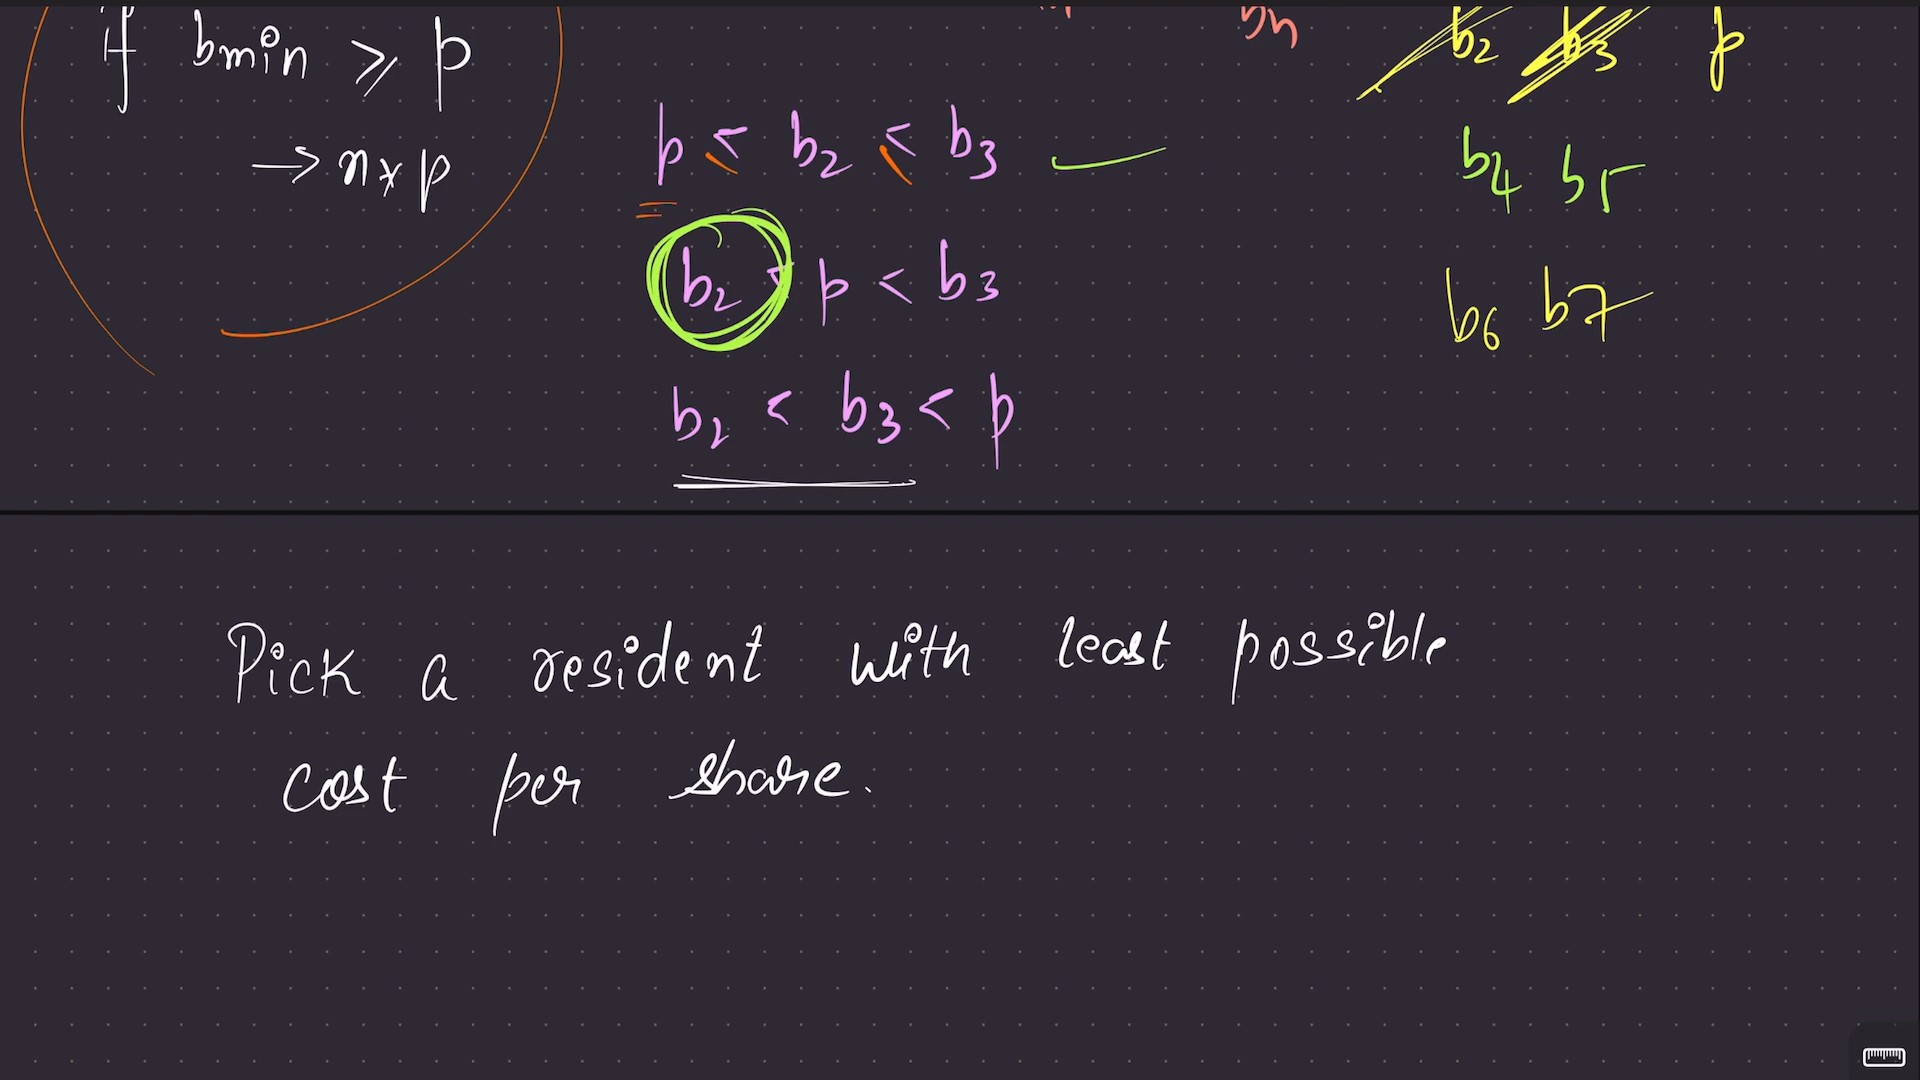 if bmin ⩾ p
→ n * p
bn
b2 b3 p
p < b2 < b3
b4 b5
b2 < p < b3
b6 b7
b2 < b3 < p
Pick a resident with least possible
cost per share.